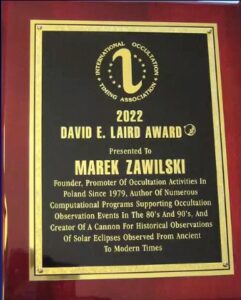 INTERNATIONAL OCCULTATION
TIMING ASSOCIATION
2022
DAVID E. LAIRD AWARD
Presented To
MAREK ZAWILSKI
Founder, Promoter Of Occultation Activities In
Poland Since 1979, Author Of Numerous
Computational Programs Supporting Occultation
Observation Events In The 80's And 90's, And
Creator Of A Cannon For Historical Observations
Of Solar Eclipses Observed From Ancient
To Modern Times